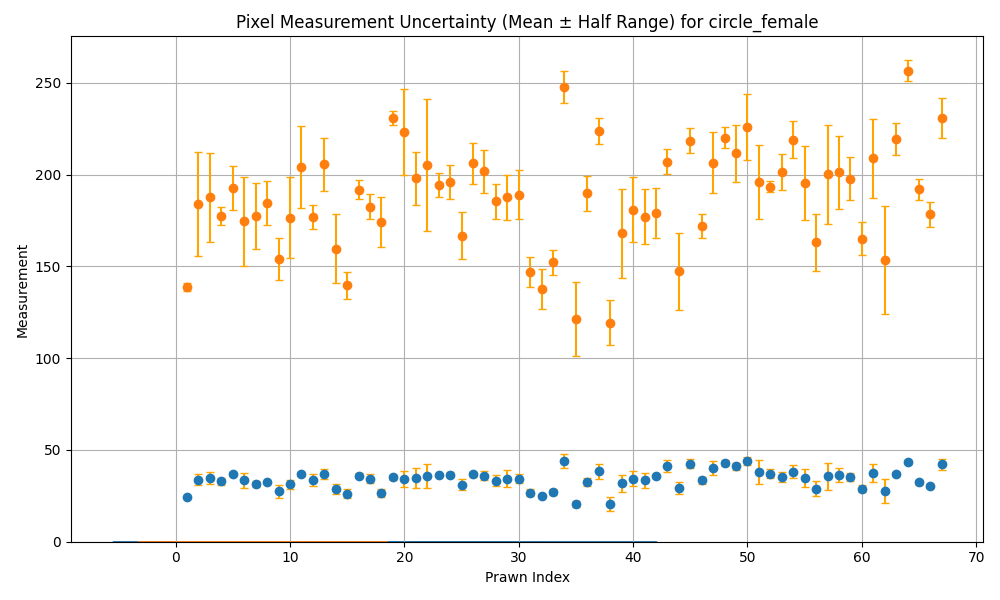 Pixel Measurement Uncertainty (Mean ± Half Range) for circle_female
Measurement
250
200
150
100
50
0
0 10 20 30 40 50 60 70
Prawn Index